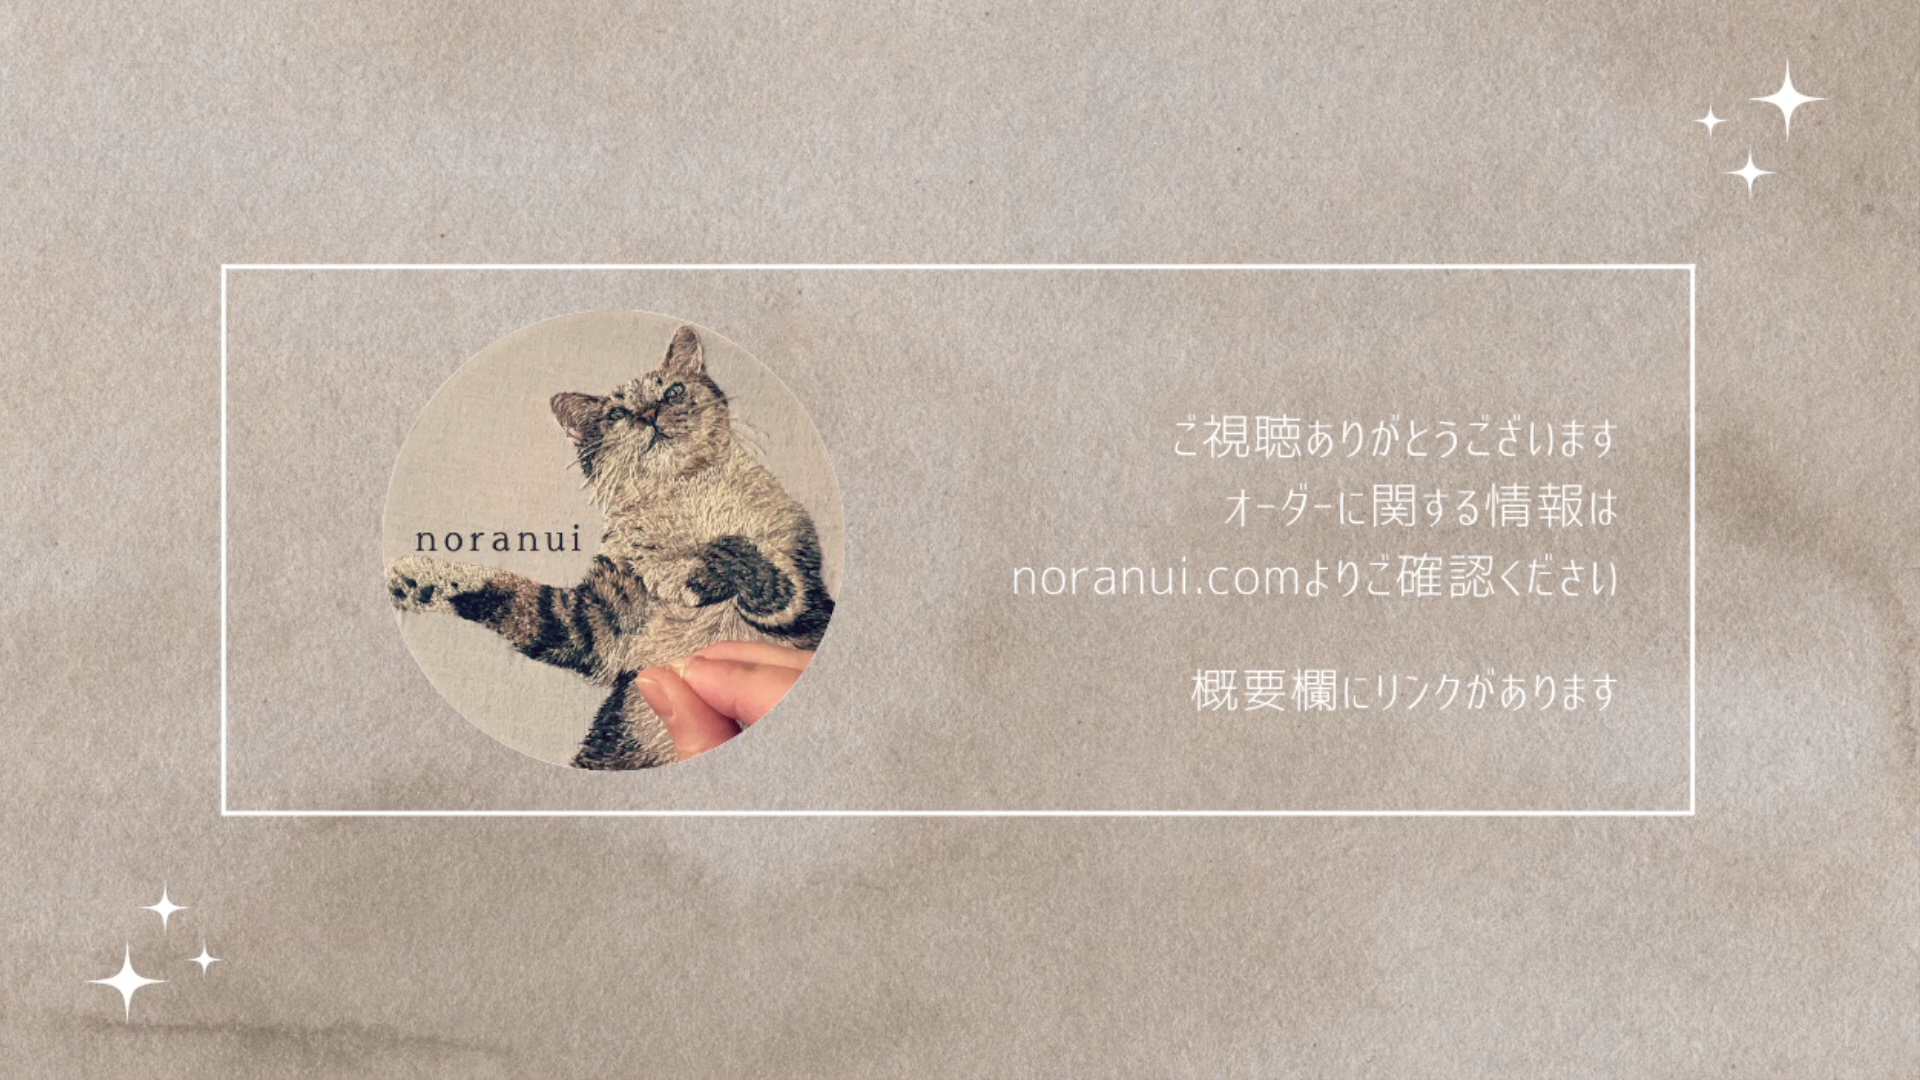 noranui
ご視聴ありがとうございます
オーダーに関する情報は
noranui.comよりご確認ください
概要欄にリンクがあります